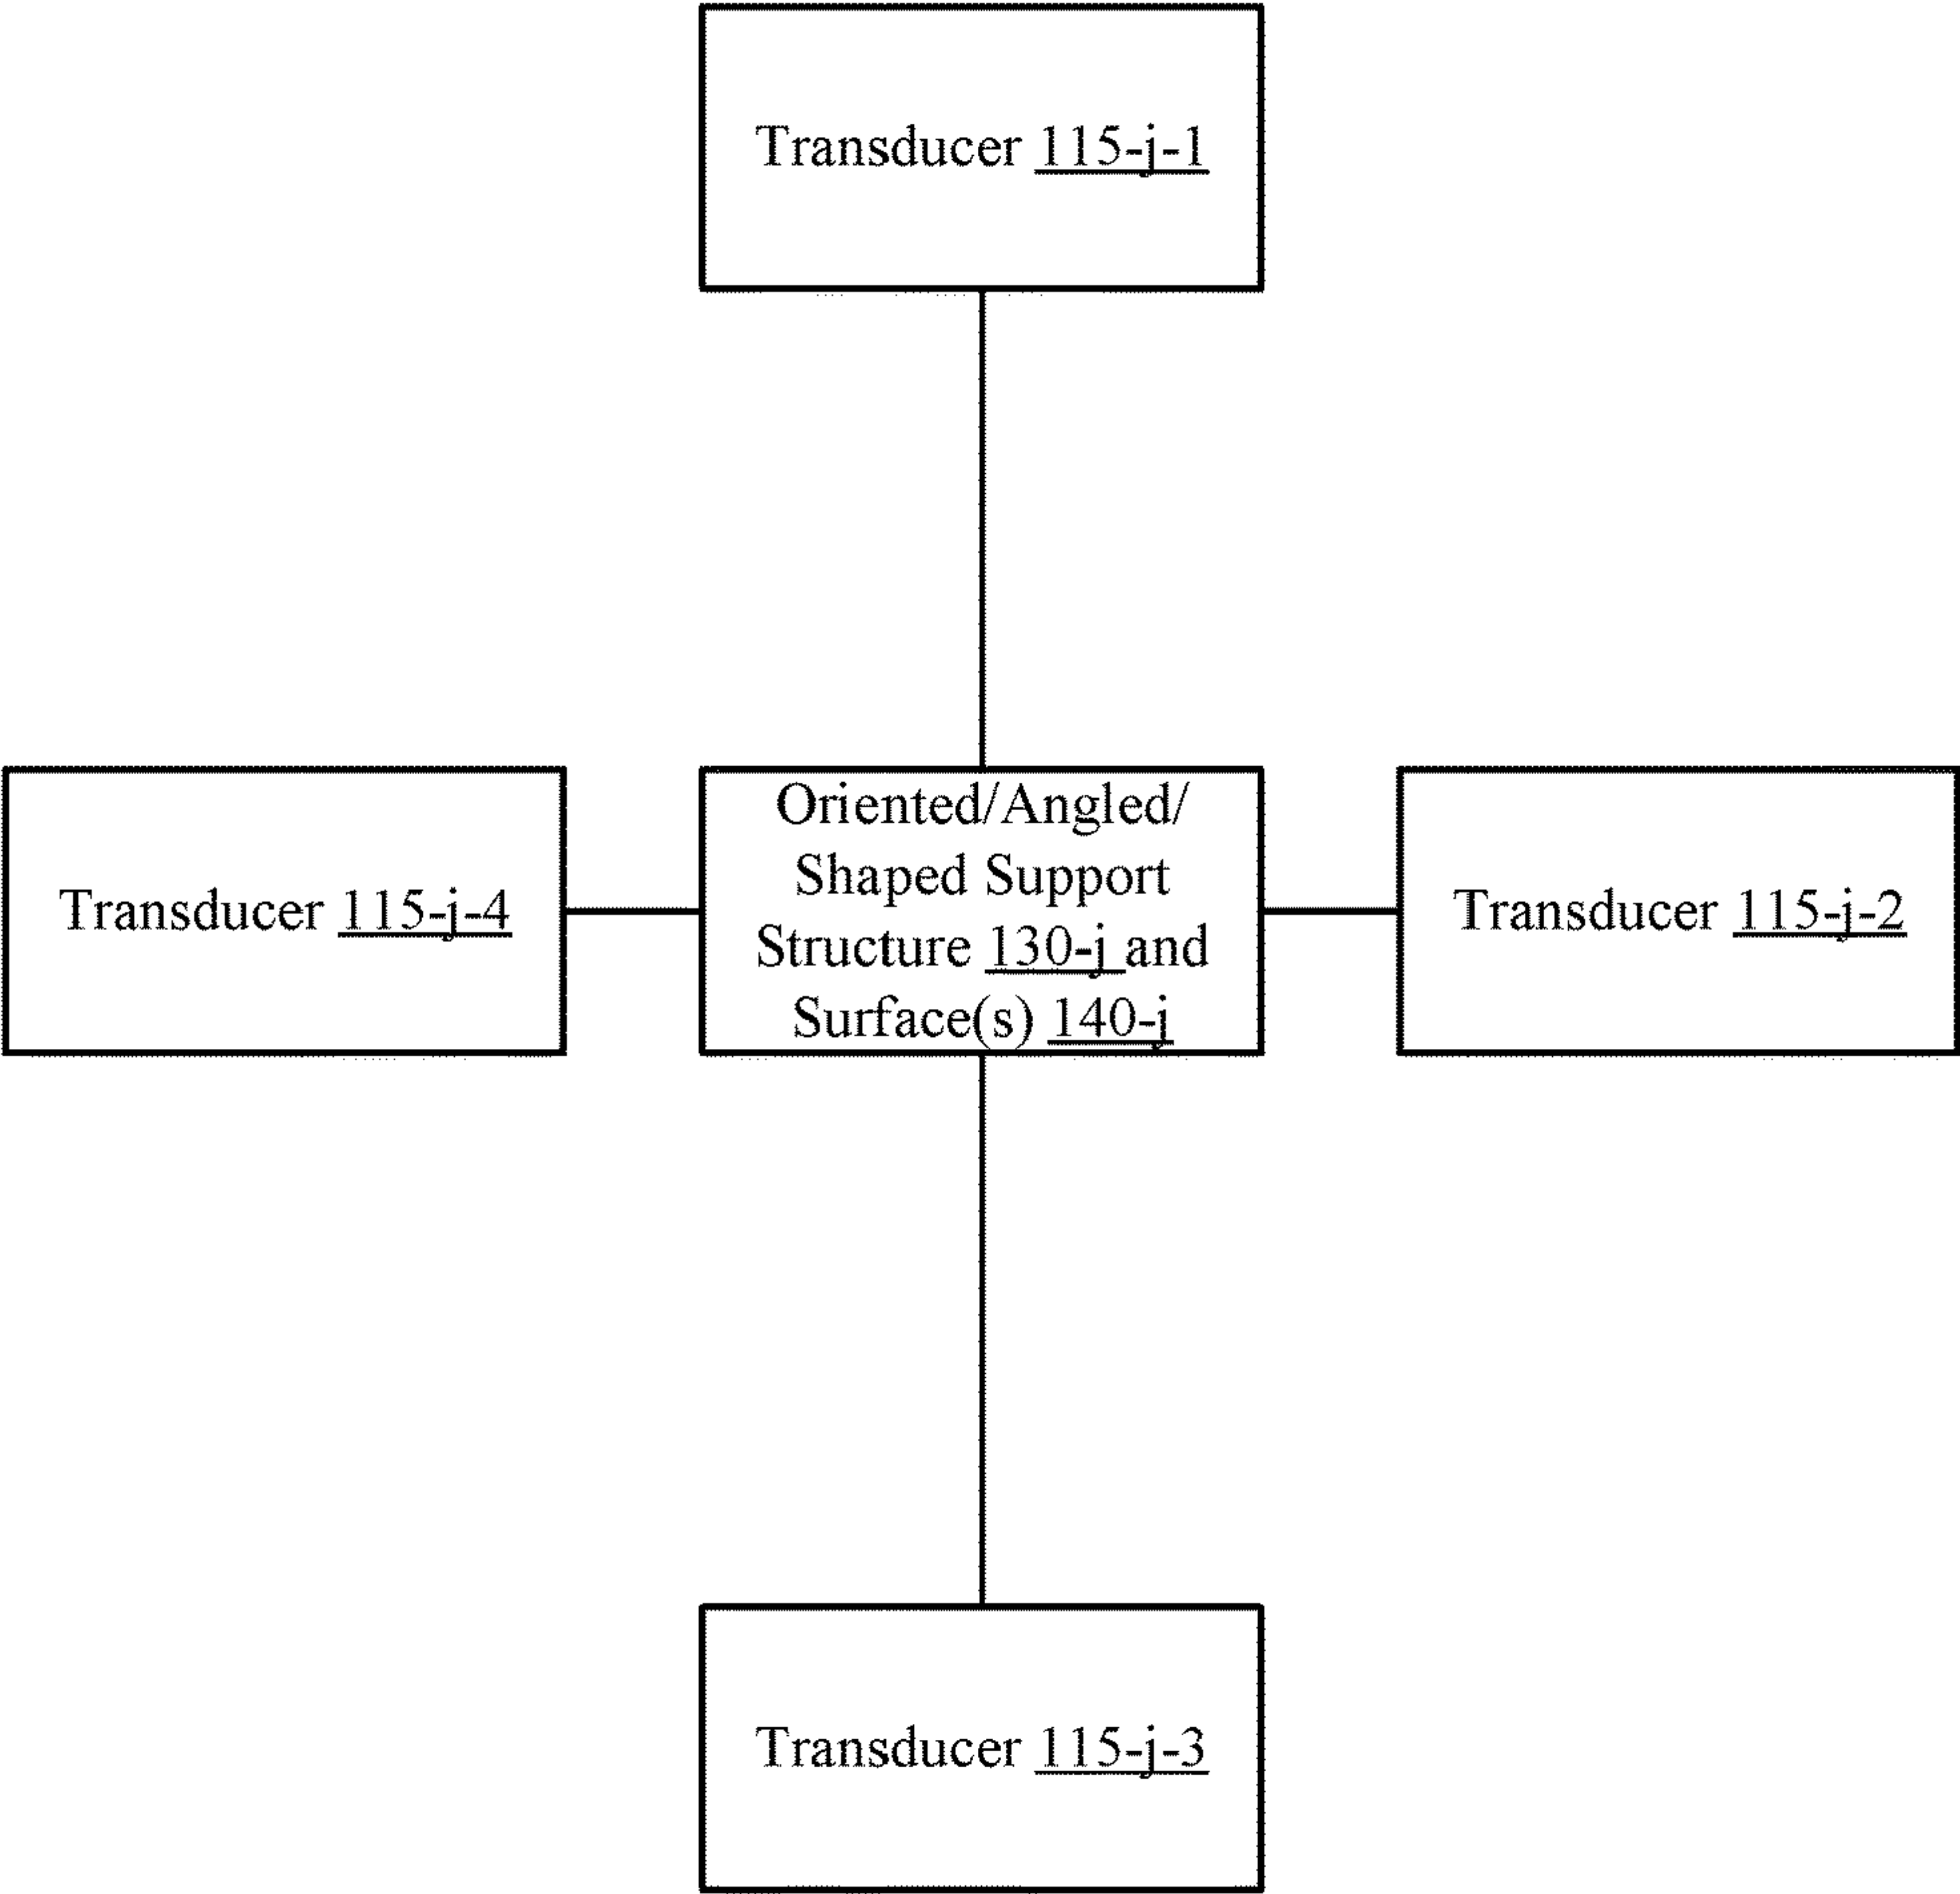 Transducer 115-j-1
Oriented/Angled/
Shaped Support
Structure 130-j and
Surface(s) 140-j
Transducer 115-j-4
Transducer 115-j-2
Transducer 115-j-3